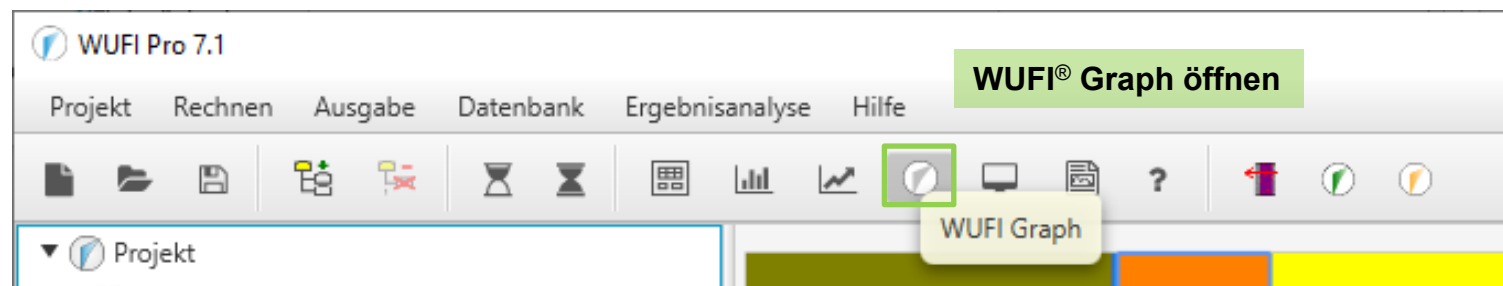 WUFI Pro 7.1
WUFI® Graph öffnen
Projekt Rechnen Ausgabe Datenbank Ergebnisanalyse Hilfe
?
WUFI Graph
Projekt